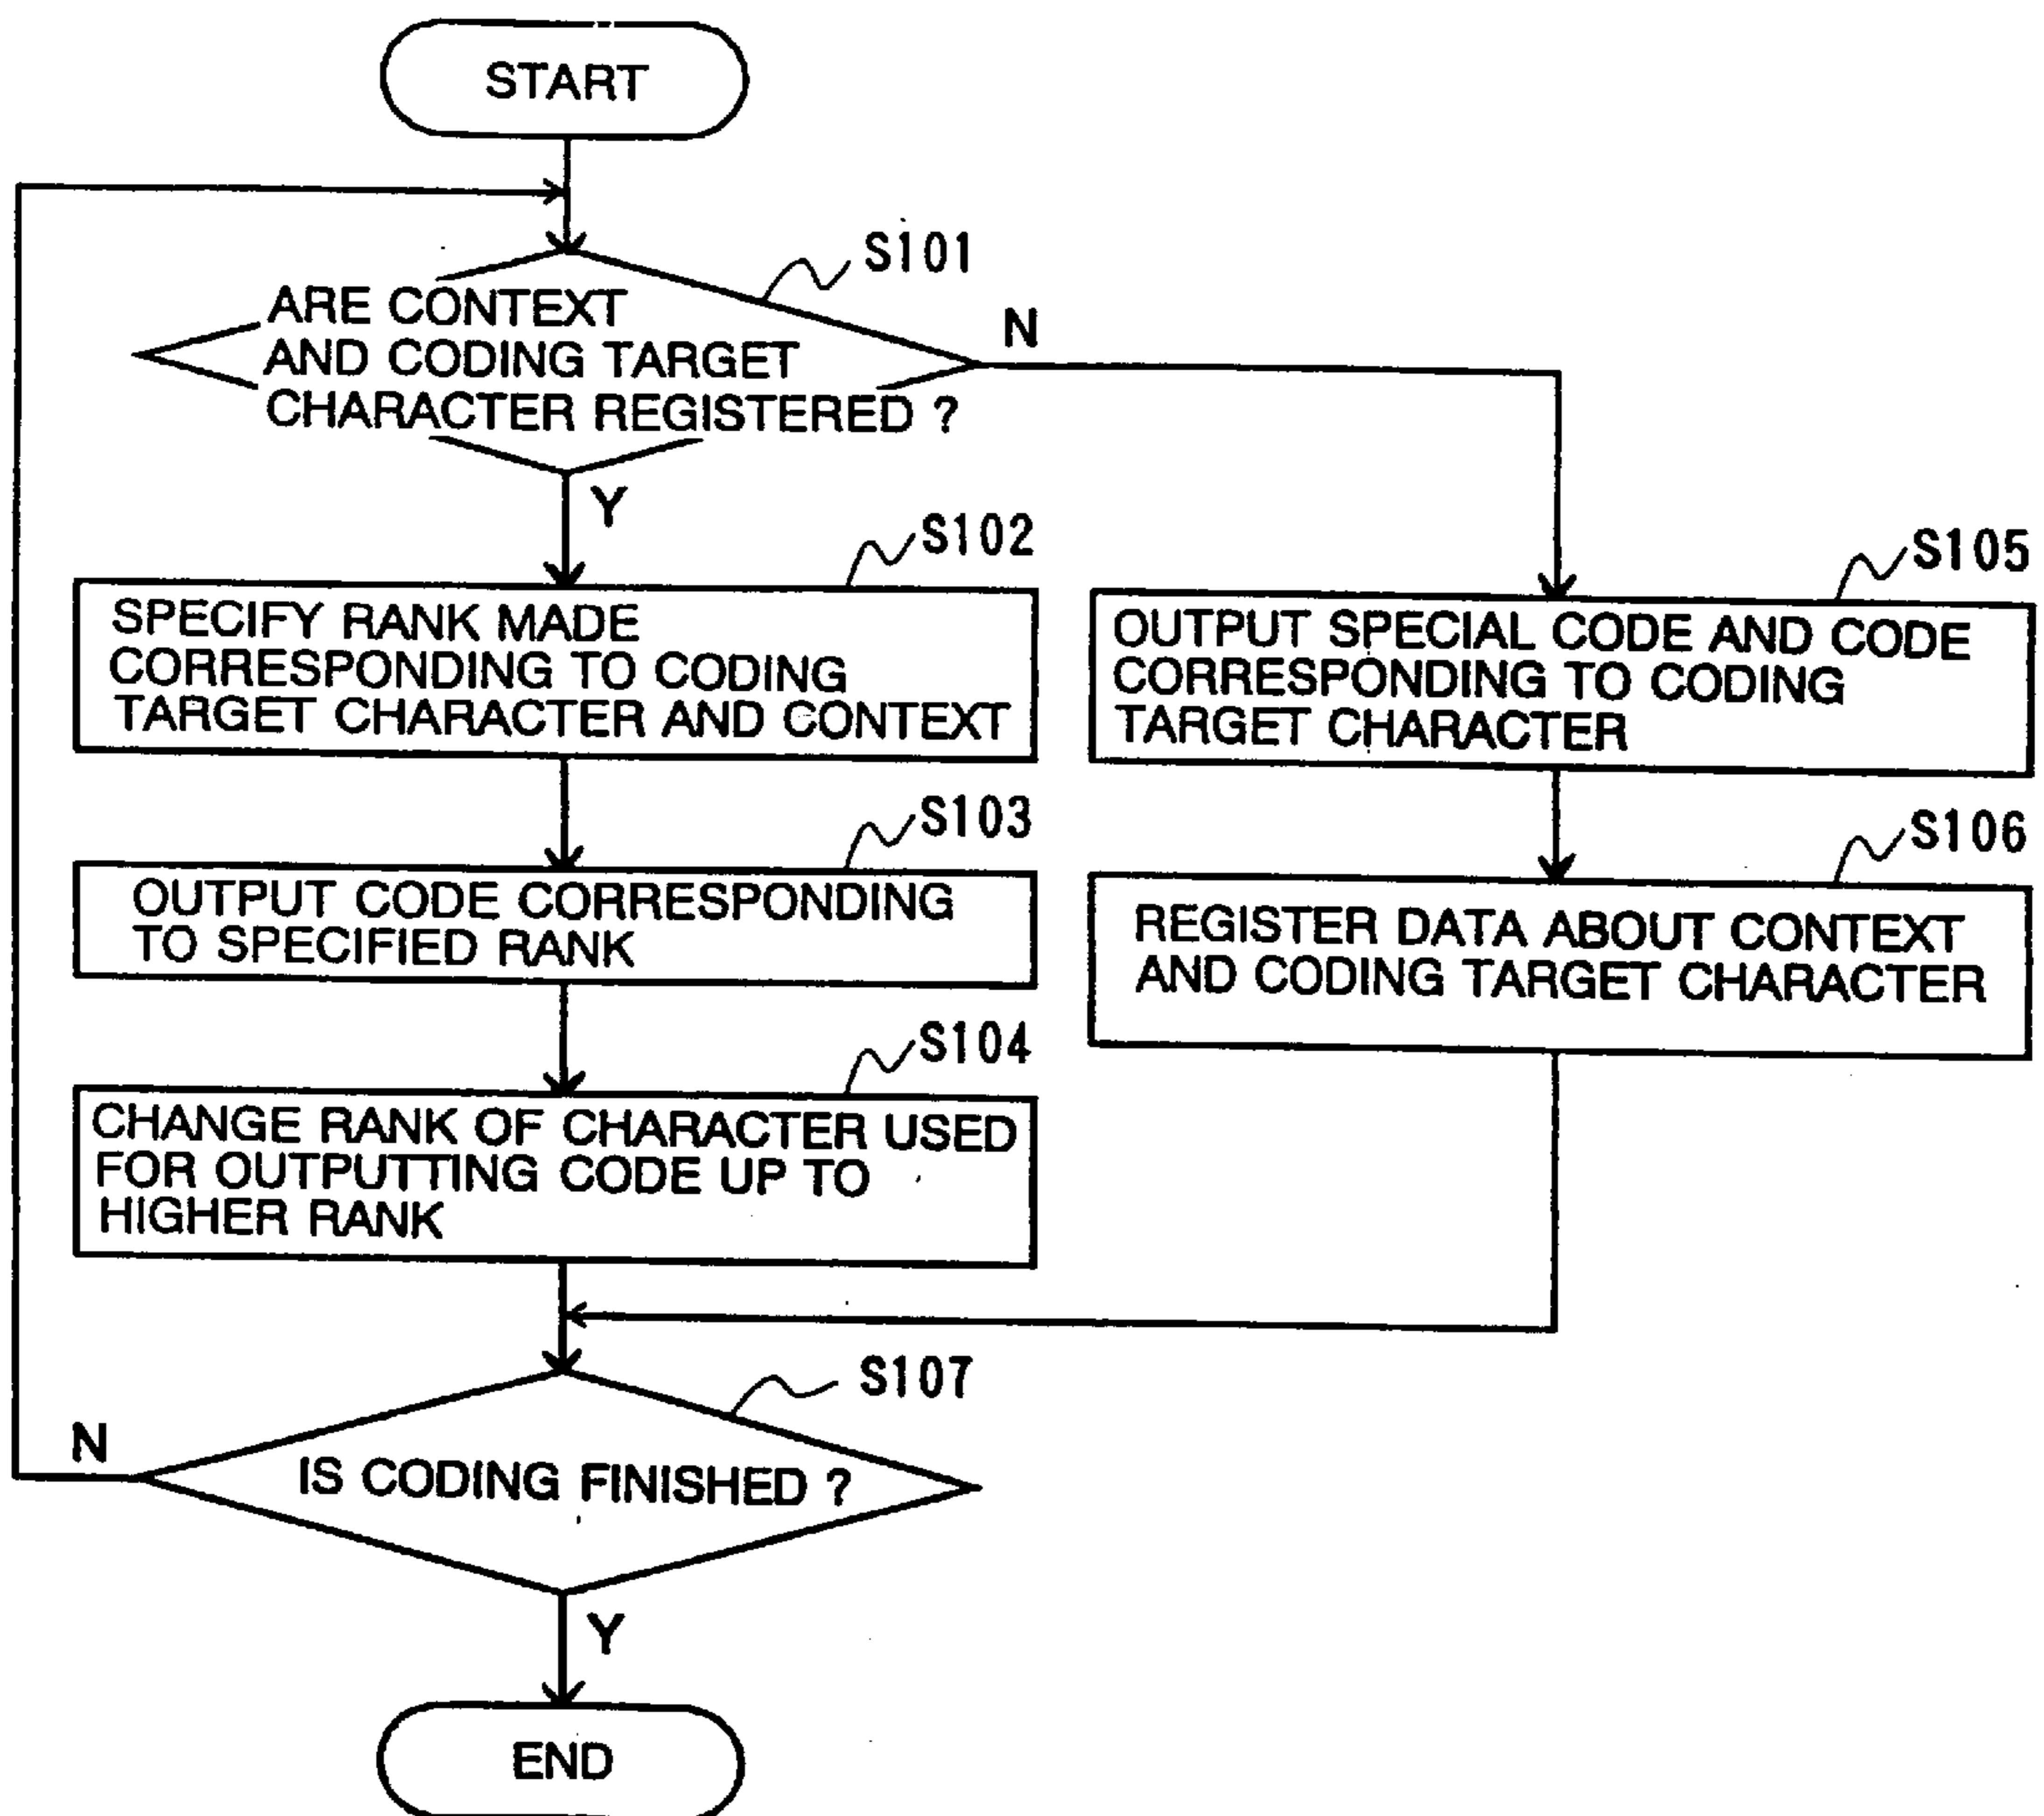 START
S101
ARE CONTEXT
AND CODING TARGET
CHARACTER REGISTERED ?
N
Y
S102
SPECIFY RANK MADE
CORRESPONDING TO CODING
TARGET CHARACTER AND CONTEXT
S105
OUTPUT SPECIAL CODE AND CODE
CORRESPONDING TO CODING
TARGET CHARACTER
S103
OUTPUT CODE CORRESPONDING
TO SPECIFIED RANK
S106
REGISTER DATA ABOUT CONTEXT
AND CODING TARGET CHARACTER
S104
CHANGE RANK OF CHARACTER USED
FOR OUTPUTTING CODE UP TO
HIGHER RANK
S107
N
IS CODING FINISHED ?
Y
END